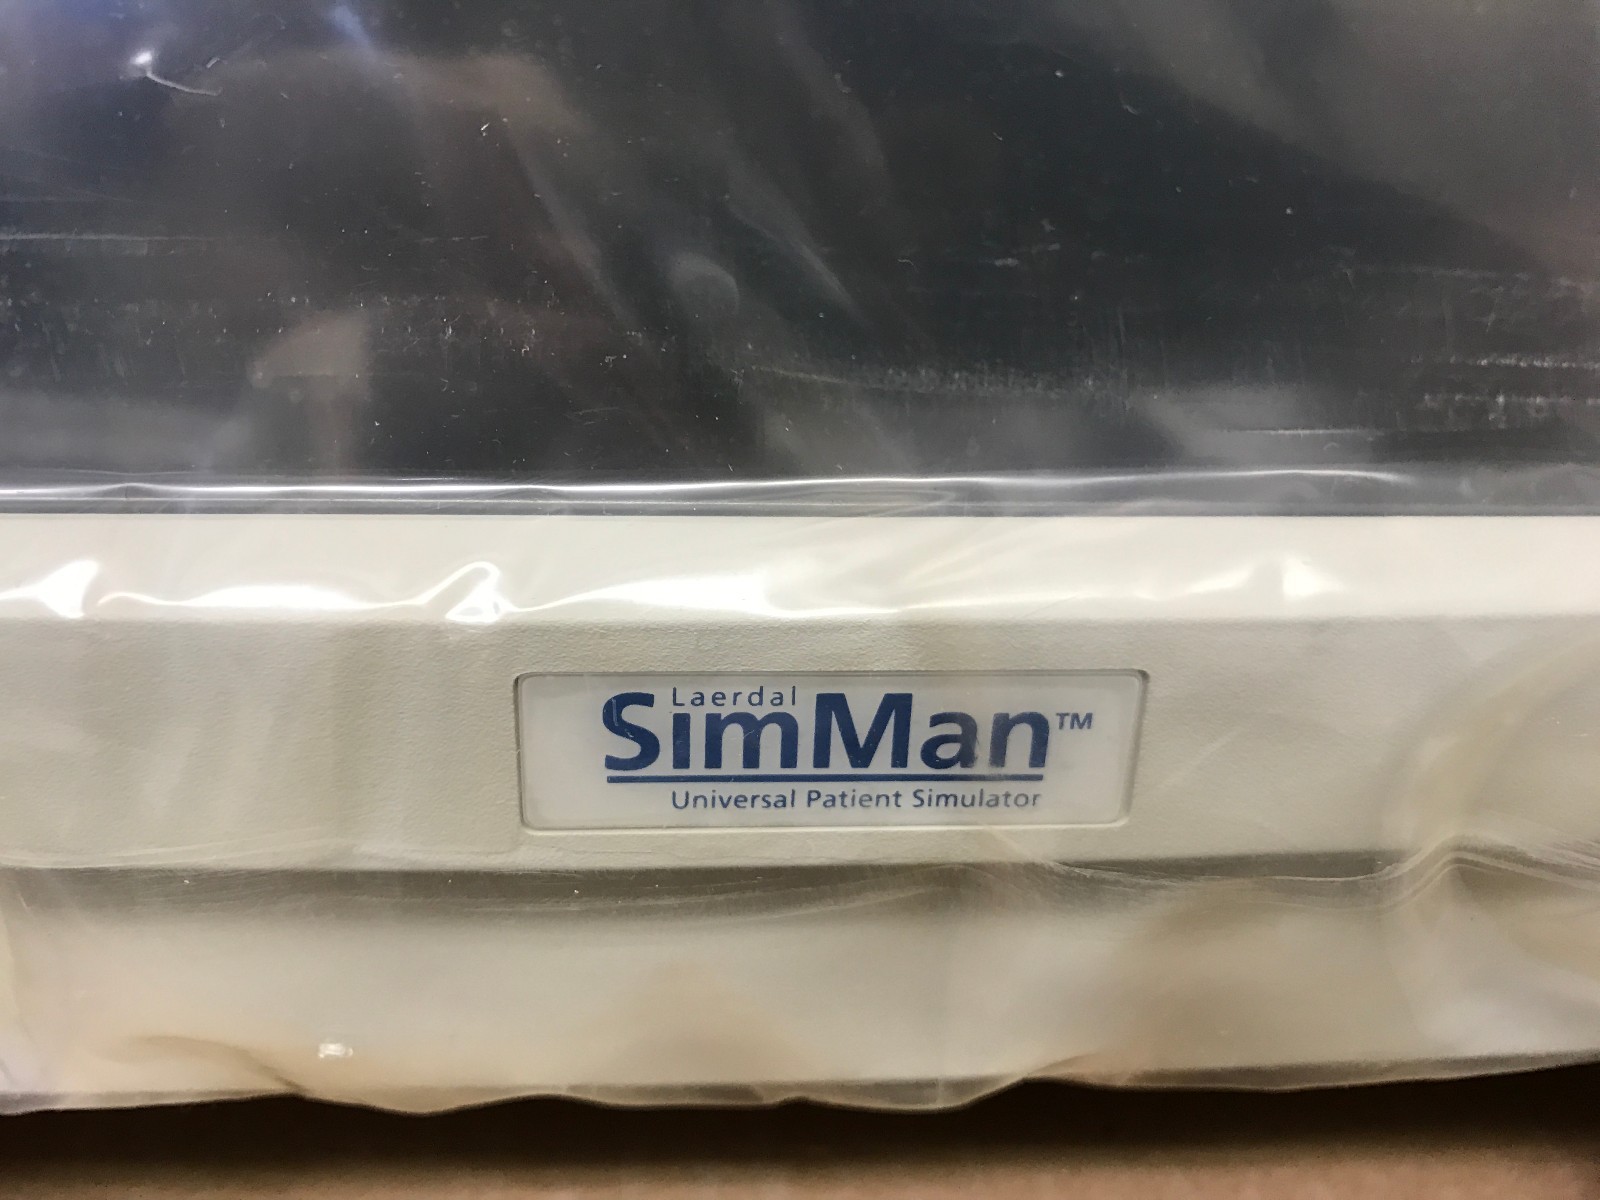 Laerdal
SimMan™
Universal Patient Simulator